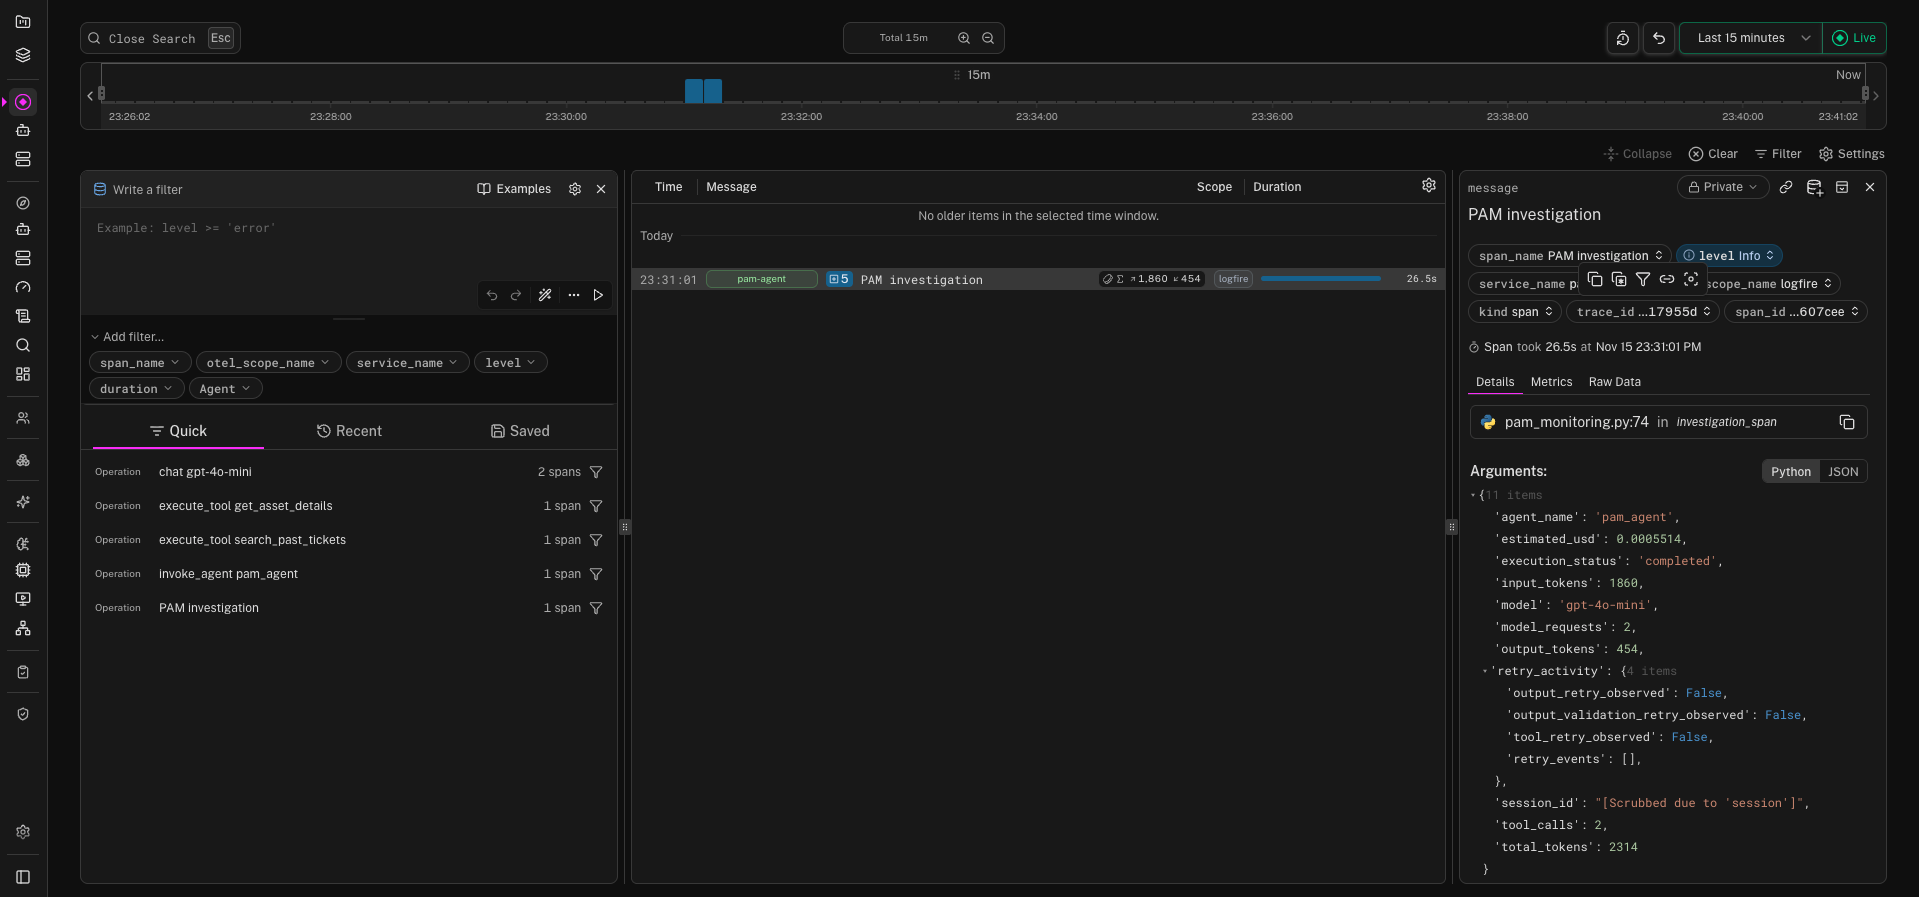 Close Search Esc
Total 15m
Last 15 minutes
Live
15m
Now
23:26:02 23:28:00 23:30:00 23:32:00 23:34:00 23:36:00 23:38:00 23:40:00 23:41:02
Collapse Clear Filter Settings
Write a filter
Examples
Example: level >= 'error'
Add filter...
span_name otel_scope_name service_name level
duration Agent
Quick Recent Saved
Operation chat gpt-4o-mini 2 spans
Operation execute_tool get_asset_details 1 span
Operation execute_tool search_past_tickets 1 span
Operation invoke_agent pam_agent 1 span
Operation PAM investigation 1 span
Time Message Scope Duration
No older items in the selected time window.
Today
23:31:01 pam-agent 5 PAM investigation Σ ↗1,860 ↙454 logfire 26.5s
message
Private
PAM investigation
span_name PAM investigation level Info
service_name scope_name logfire
kind span trace_id ...17955d span_id ...607cee
Span took 26.5s at Nov 15 23:31:01 PM
Details Metrics Raw Data
pam_monitoring.py:74 in investigation_span
Arguments:
Python JSON
{11 items
'agent_name': 'pam_agent',
'estimated_usd': 0.0005514,
'execution_status': 'completed',
'input_tokens': 1860,
'model': 'gpt-4o-mini',
'model_requests': 2,
'output_tokens': 454,
'retry_activity': {4 items
'output_retry_observed': False,
'output_validation_retry_observed': False,
'tool_retry_observed': False,
'retry_events': [],
},
'session_id': "[Scrubbed due to 'session']",
'tool_calls': 2,
'total_tokens': 2314
}